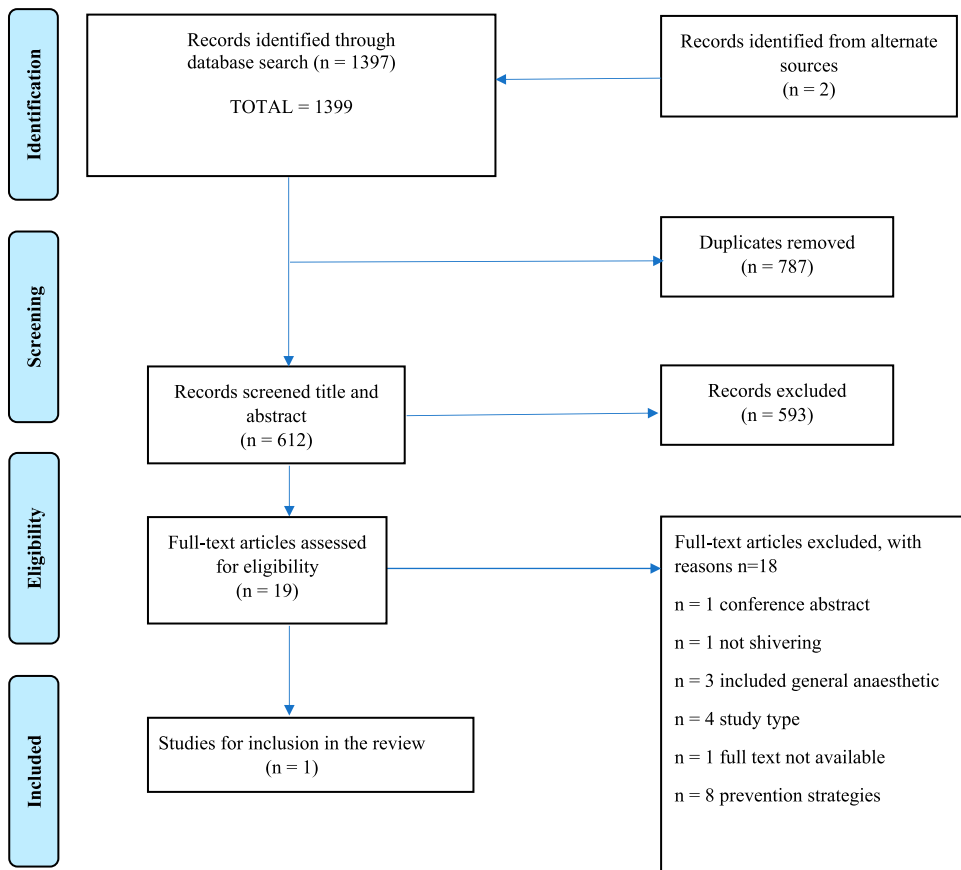 Identification
Records identified through
database search (n = 1397)
TOTAL = 1399
Records identified from alternate
sources
(n = 2)
Screening
Duplicates removed
(n = 787)
Records screened title and
abstract
(n = 612)
Records excluded
(n = 593)
Eligibility
Full-text articles assessed
for eligibility
(n = 19)
Full-text articles excluded, with
reasons n=18
n = 1 conference abstract
n = 1 not shivering
n = 3 included general anaesthetic
n = 4 study type
n = 1 full text not available
n = 8 prevention strategies
Included
Studies for inclusion in the review
(n = 1)